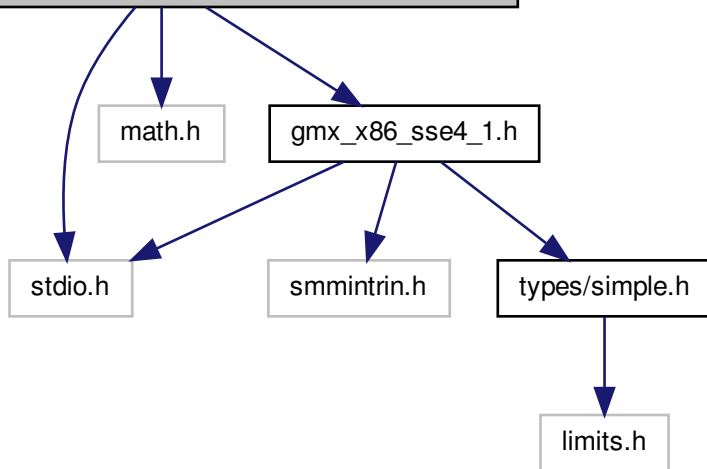 math.h
gmx_x86_sse4_1.h
stdio.h
smmintrin.h
types/simple.h
limits.h